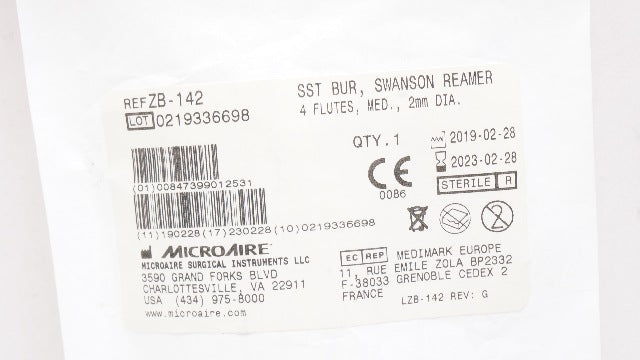 REF ZB-142
LOT 0219336698
SST BUR, SWANSON REAMER
4 FLUTES, MED., 2mm DIA.
QTY.1
2019-02-28
2023-02-28
CE
0086
STERILE R
2
(01)00847399012531
(11)190228(17)230228(10)0219336698
MICROAIRE
MICROAIRE SURGICAL INSTRUMENTS LLC
3590 GRAND FORKS BLVD
CHARLOTTESVILLE, VA 22911
USA (434) 975-8000
www.microaire.com
EC REP
MEDIMARK EUROPE
11, RUE EMILE ZOLA BP2332
F-38033 GRENOBLE CEDEX 2
FRANCE
LZB-142 REV: G